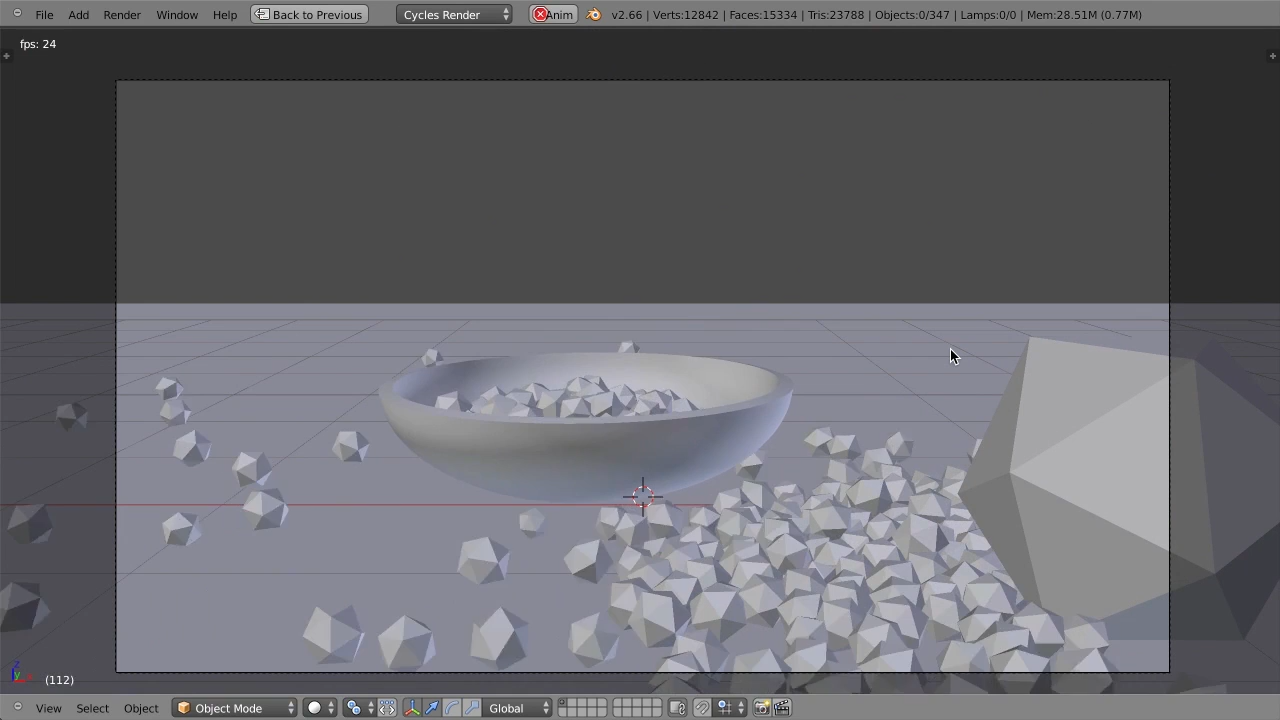 File Add Render Window Help Back to Previous Cycles Render Anim v2.66 | Verts:12842 | Faces:15334 | Tris:23788 | Objects:0/347 | Lamps:0/0 | Mem:28.51M (0.77M)
fps: 24
z
y
(112)
View Select Object Object Mode Global